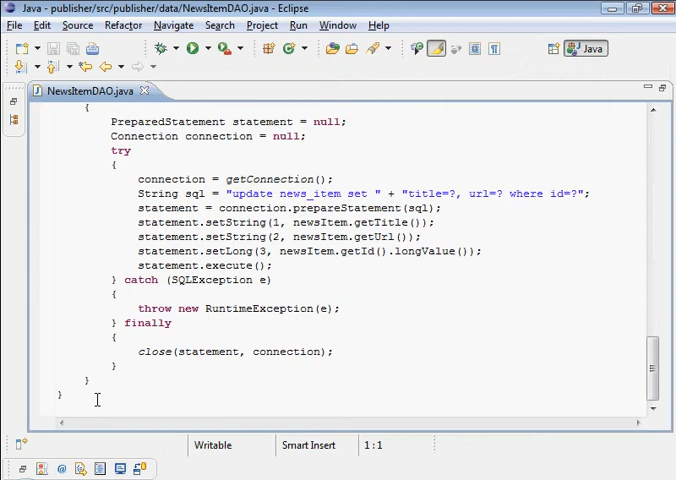 Java - publisher/src/publisher/data/NewsItemDAO.java - Eclipse
File Edit Source Refactor Navigate Search Project Run Window Help
Java
NewsItemDAO.java
{
PreparedStatement statement = null;
Connection connection = null;
try
{
connection = getConnection();
String sql = "update news_item set " + "title=?, url=? where id=?";
statement = connection.prepareStatement(sql);
statement.setString(1, newsItem.getTitle());
statement.setString(2, newsItem.getUrl());
statement.setLong(3, newsItem.getId().longValue());
statement.execute();
} catch (SQLException e)
{
throw new RuntimeException(e);
} finally
{
close(statement, connection);
}
}
}
Writable Smart Insert 1 : 1